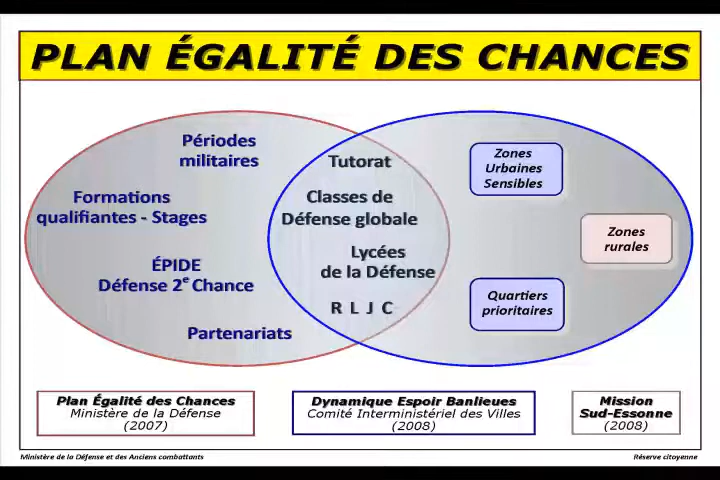 PLAN ÉGALITÉ DES CHANCES
Périodes
militaires
Formations
qualifiantes - Stages
ÉPIDE
Défense 2e Chance
Partenariats
Tutorat
Classes de
Défense globale
Lycées
de la Défense
R L J C
Zones
Urbaines
Sensibles
Zones
rurales
Quartiers
prioritaires
Plan Égalité des Chances
Ministère de la Défense
(2007)
Dynamique Espoir Banlieues
Comité Interministériel des Villes
(2008)
Mission
Sud-Essonne
(2008)
Ministère de la Défense et des Anciens combattants
Réserve citoyenne